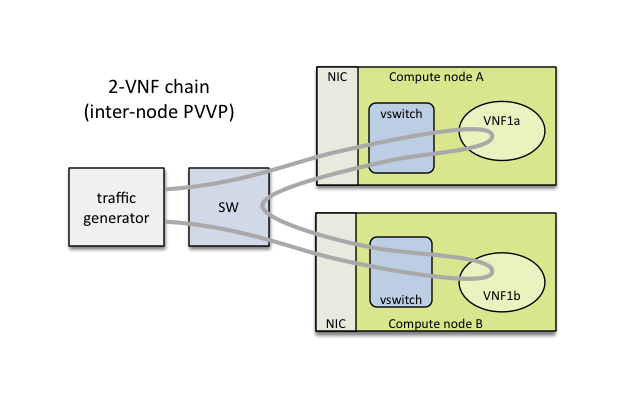 2-VNF chain
(inter-node PVVP)
traffic
generator
SW
NIC
Compute node A
vswitch
VNF1a
vswitch
VNF1b
NIC
Compute node B